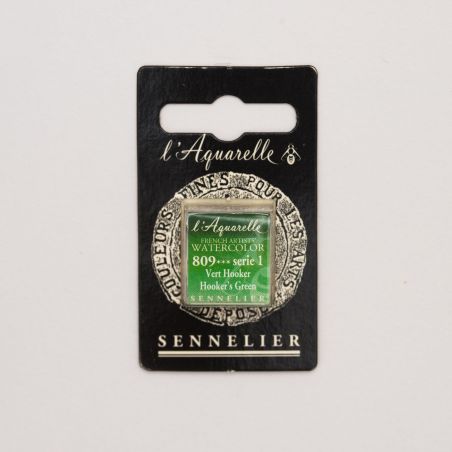 l'Aquarelle
COULEURS FINES POUR LES ARTS
DEPOSE
l'Aquarelle
FRENCH ARTISTS'
WATERCOLOR
809*** serie 1
Vert Hooker
Hooker's Green
SENNELIER
SENNELIER